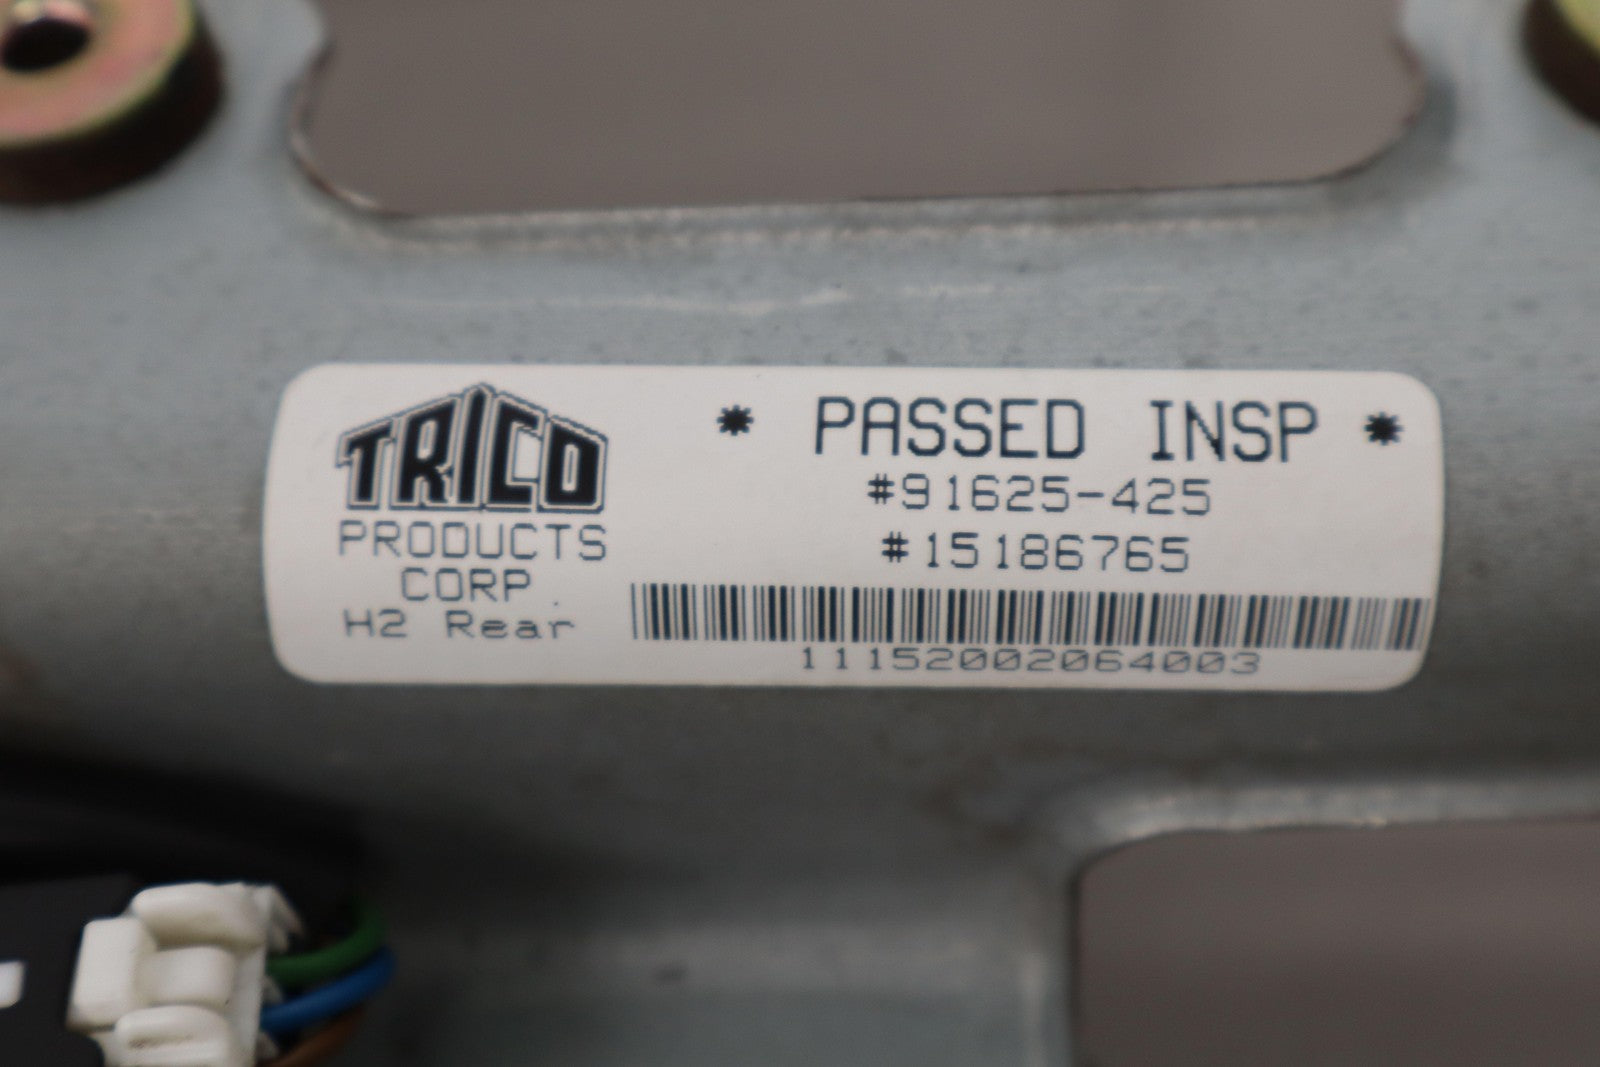 TRICO
PRODUCTS
CORP
H2 Rear
* PASSED INSP *
#91625-425
#15186765
11152002064003